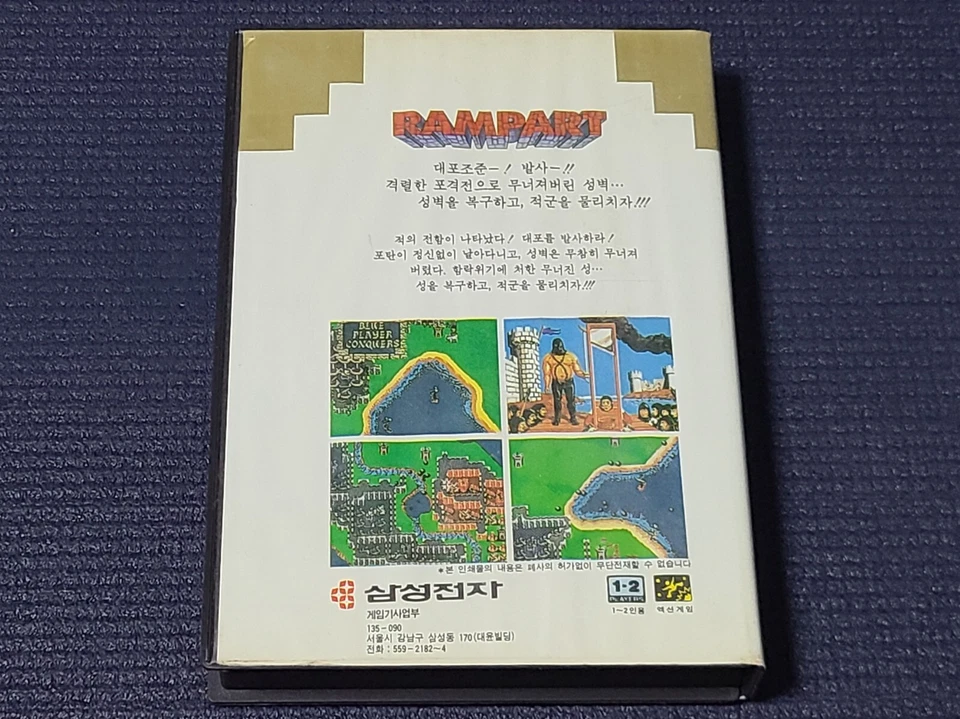 RAMPART
대포조준-! 발사-!!
격렬한 포격전으로 무너져버린 성벽…
성벽을 복구하고, 적군을 물리치자!!!
적의 전함이 나타났다! 대포를 발사하라!
포탄이 정신없이 날아다니고, 성벽은 무참히 무너져
버렸다. 함락위기에 처한 무너진 성…
성을 복구하고, 적군을 물리치자!!!
BLUE
PLAYER
CONQUERS
*본 인쇄물의 내용은 폐사의 허가없이 무단전재할 수 없습니다
삼성전자
게임기사업부
135-090
서울시 강남구 삼성동 170(대윤빌딩)
전화: 559-2182~4
1-2
PLAYERS
1~2인용
액션게임